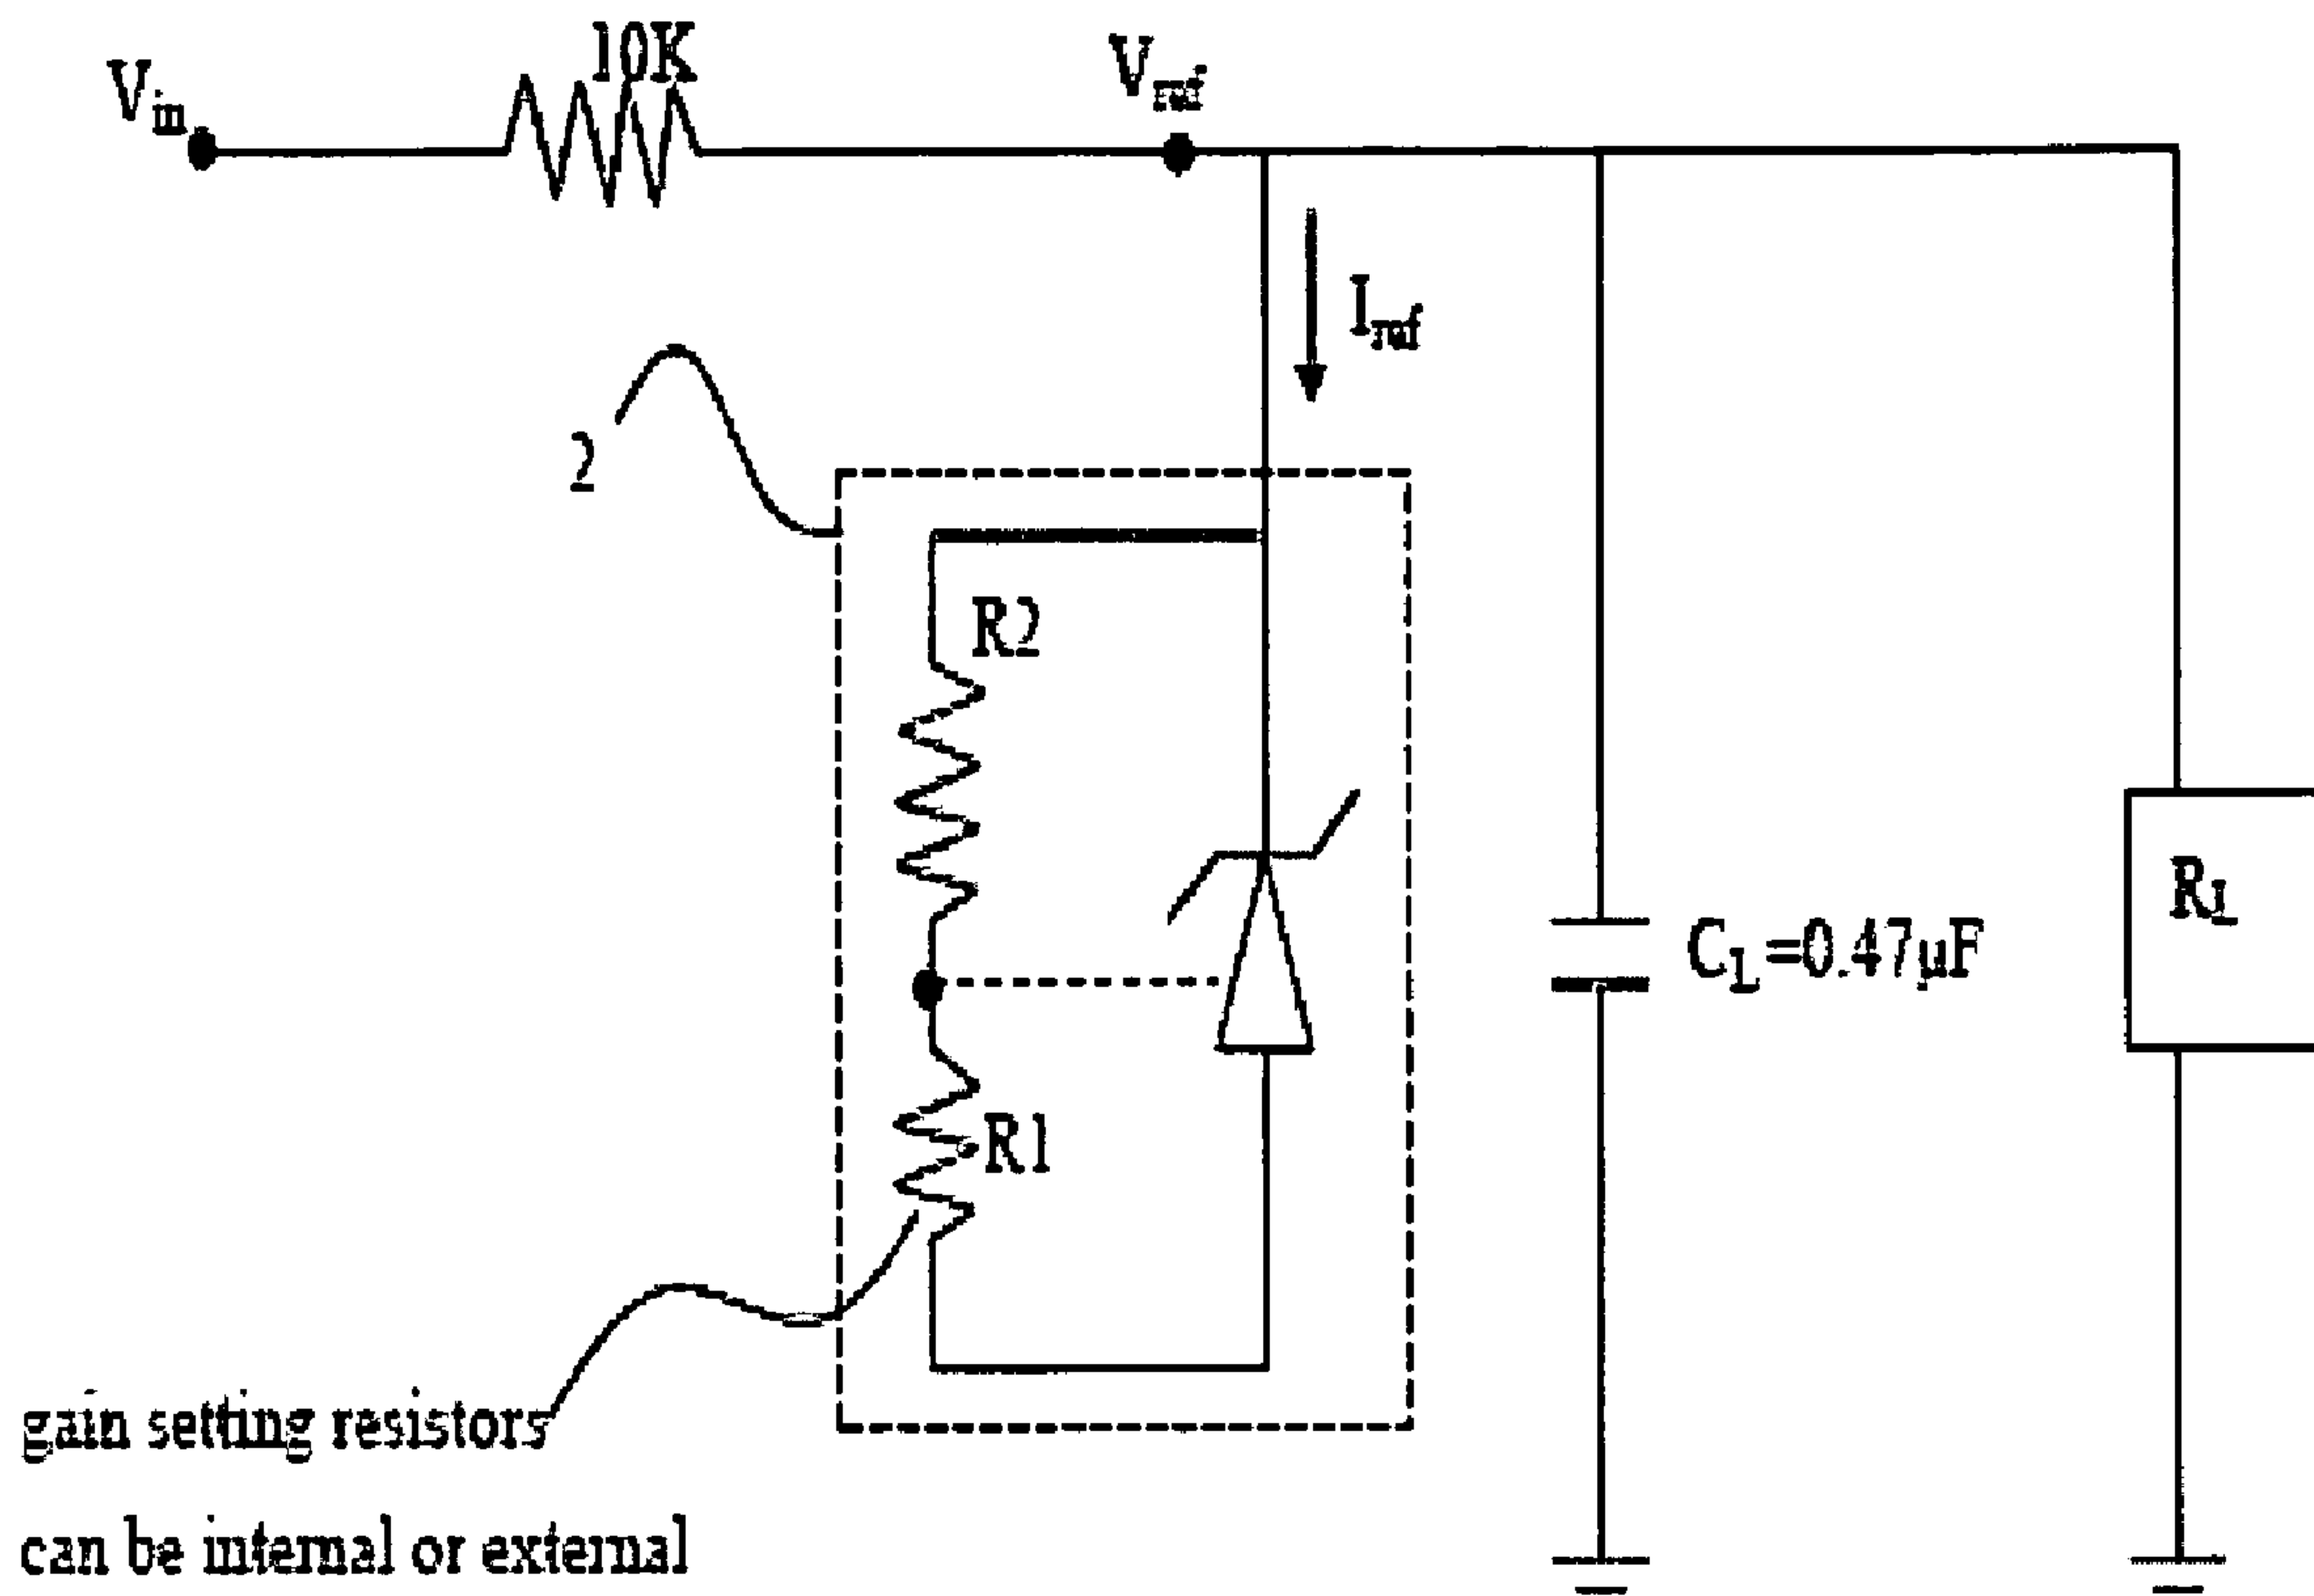 10K
Vin
Vref
Iref
2
R2
RL
CL=0.47μF
R1
gain setting resistors
can be internal or external